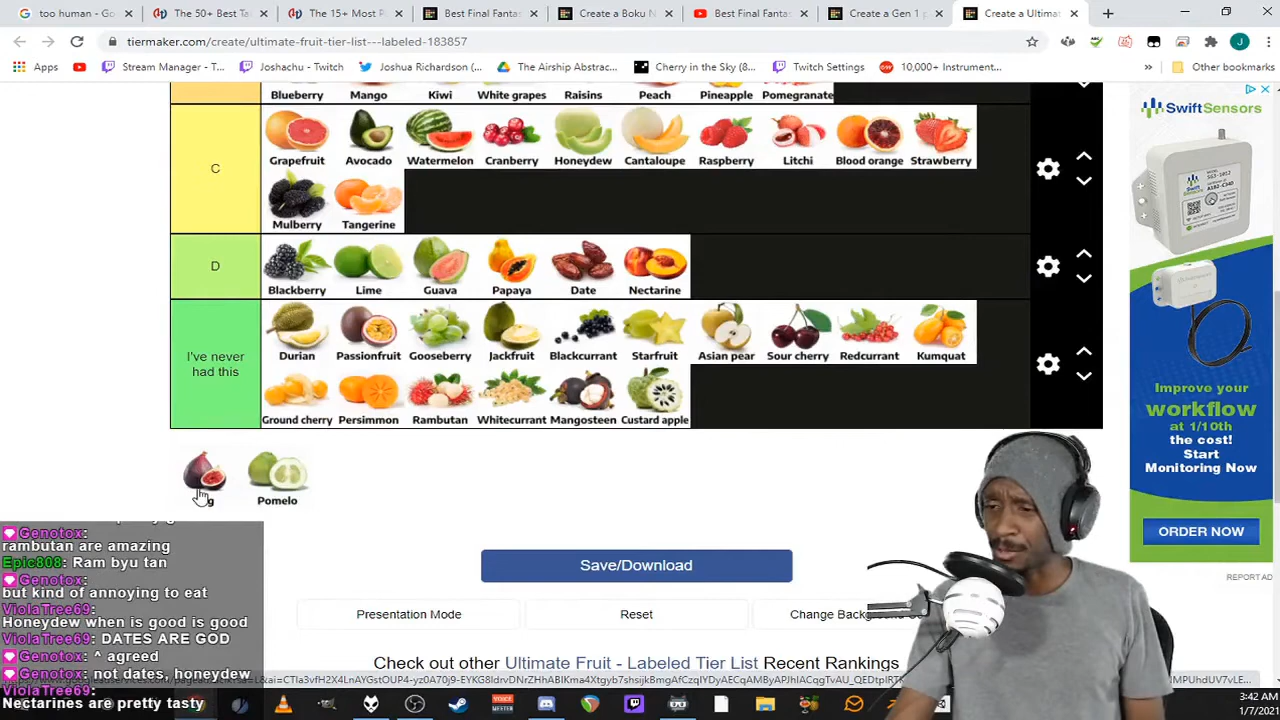 too human - Go
The 50+ Best Ta
The 15+ Most R
Best Final Fantas
Create a Boku N
Best Final Fantas
Create a Gen 1 p
Create a Ultima
tiermaker.com/create/ultimate-fruit-tier-list---labeled-183857
Apps
Stream Manager - T...
Joshachu - Twitch
Joshua Richardson (...
The Airship Abstrac...
Cherry in the Sky (8...
Twitch Settings
10,000+ Instrument...
»
Other bookmarks
Blueberry Mango Kiwi White grapes Raisins Peach Pineapple Pomegranate
C
Grapefruit Avocado Watermelon Cranberry Honeydew Cantaloupe Raspberry Litchi Blood orange Strawberry
Mulberry Tangerine
D
Blackberry Lime Guava Papaya Date Nectarine
I've never
had this
Durian Passionfruit Gooseberry Jackfruit Blackcurrant Starfruit Asian pear Sour cherry Redcurrant Kumquat
Ground cherry Persimmon Rambutan Whitecurrant Mangosteen Custard apple
Pomelo
Genotox:
rambutan are amazing
Epic808: Ram byu tan
Genotox:
but kind of annoying to eat
ViolaTree69:
Honeydew when is good is good
ViolaTree69: DATES ARE GOD
Genotox: ^ agreed
Genotox: not dates, honeydew
ViolaTree69:
Nectarines are pretty tasty
Save/Download
Presentation Mode
Reset
Change Backg
Check out other Ultimate Fruit - Labeled Tier List Recent Rankings
SwiftSensors
Improve your
workflow
at 1/10th
the cost!
Start
Monitoring Now
ORDER NOW
REPORT AD
3:42 AM
1/7/2021